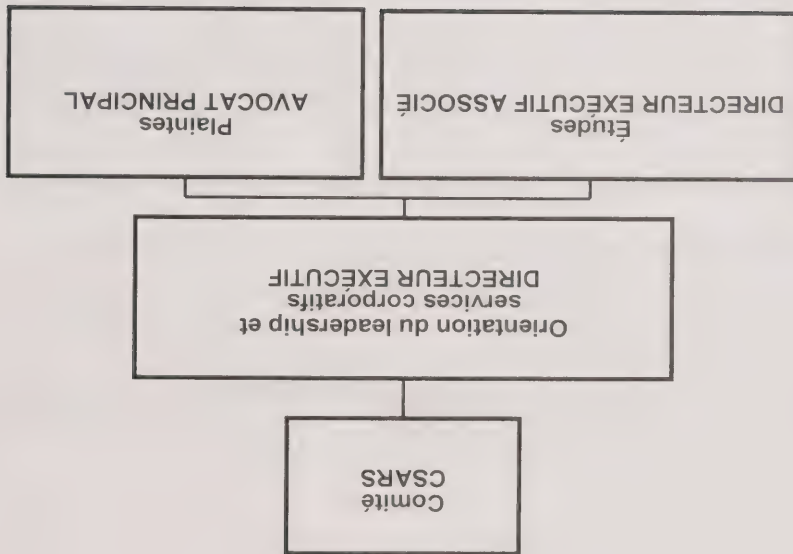 Comité
CSARS
Orientation du leadership et
services corporatifs
DIRECTEUR EXÉCUTIF
Études
DIRECTEUR EXÉCUTIF ASSOCIÉ
Plaintes
AVOCAT PRINCIPAL